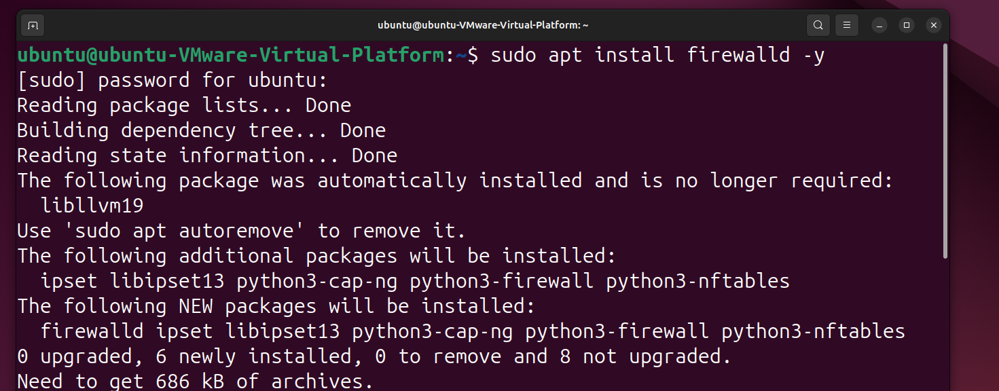 ubuntu@ubuntu-VMware-Virtual-Platform: ~
ubuntu@ubuntu-VMware-Virtual-Platform:~$ sudo apt install firewalld -y
[sudo] password for ubuntu:
Reading package lists... Done
Building dependency tree... Done
Reading state information... Done
The following package was automatically installed and is no longer required:
  libllvm19
Use 'sudo apt autoremove' to remove it.
The following additional packages will be installed:
  ipset libipset13 python3-cap-ng python3-firewall python3-nftables
The following NEW packages will be installed:
  firewalld ipset libipset13 python3-cap-ng python3-firewall python3-nftables
0 upgraded, 6 newly installed, 0 to remove and 8 not upgraded.
Need to get 686 kB of archives.